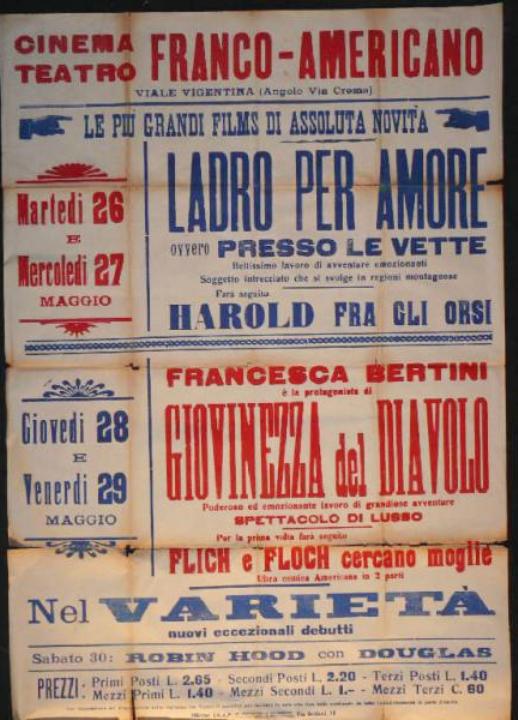 CINEMA TEATRO FRANCO-AMERICANO
VIALE VIGENTINA (Angolo Via Crema)
LE PIÙ GRANDI FILMS DI ASSOLUTA NOVITÀ
Martedì 26
E
Mercoledì 27
MAGGIO
LADRO PER AMORE
ovvero PRESSO LE VETTE
Bellissimo lavoro di avventure emozionanti
Soggetto intrecciato che si svolge in regioni montagnose
Farà seguito
HAROLD FRA GLI ORSI
Giovedì 28
E
Venerdì 29
MAGGIO
FRANCESCA BERTINI
è la protagonista di
GIOVINEZZA del DIAVOLO
Poderoso ed emozionante lavoro di grandiose avventure
SPETTACOLO DI LUSSO
Per la prima volta farà seguito
FLICH e FLOCH cercano moglie
Ultra comica Americana in 2 parti
Nel VARIETÀ
nuovi eccezionali debutti
Sabato 30: ROBIN HOOD con DOUGLAS
PREZZI: - Primi Posti L. 2.65 - Secondi Posti L. 2.20 - Terzi Posti L. 1.40
Mezzi Primi L. 1.40 - Mezzi Secondi L. 1.-- - Mezzi Terzi C. 80